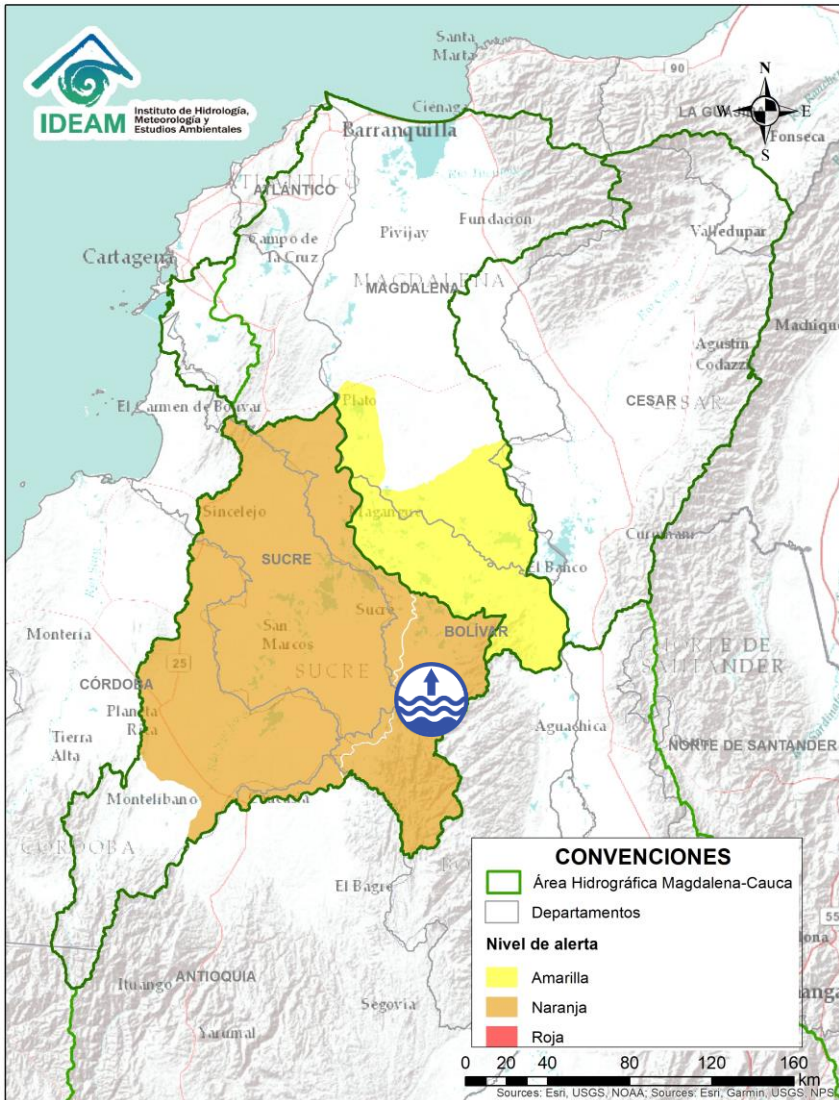 IDEAM
Instituto de Hidrología,
Meteorología y
Estudios Ambientales
Santa
Marta
90
N
W
E
S
Ciénaga
Barranquilla
Fonseca
ATLÁNTICO
Fundación
Pivijay
Valledupar
Campo de
la Cruz
Cartagena
MAGDALENA
MAGDALENA
Agustín
Codazzi
El Carmen de Bolívar
Plato
CESAR
CESAR
Sincelejo
Magangué
Curumaní
SUCRE
El Banco
Sucre
BOLÍVAR
Montería
San
Marcos
SUCRE
NORTE DE
SANTANDER
25
CÓRDOBA
Planeta
Rica
Aguachica
Tierra
Alta
NORTE DE SANTANDER
Montelibano
CÓRDOBA
El Bagre
CONVENCIONES
Área Hidrográfica Magdalena-Cauca
Departamentos
Nivel de alerta
Amarilla
Naranja
Roja
55
Ituango
ANTIOQUIA
Segovia
Yarumal
0 20 40 80 120 160
km
Sources: Esri, USGS, NOAA; Sources: Esri, Garmin, USGS, NPS